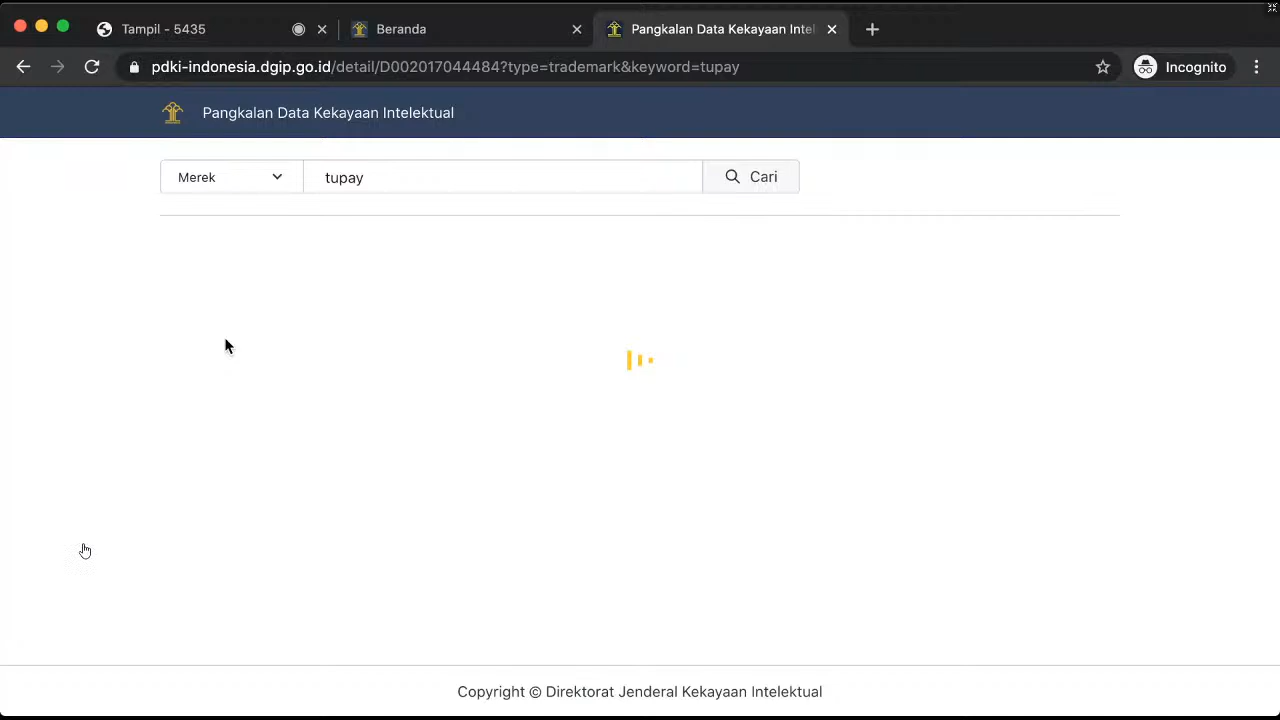 Tampil - 5435
Beranda
Pangkalan Data Kekayaan Intel
pdki-indonesia.dgip.go.id/detail/D002017044484?type=trademark&keyword=tupay
Incognito
Pangkalan Data Kekayaan Intelektual
Merek
tupay
Cari
Copyright © Direktorat Jenderal Kekayaan Intelektual